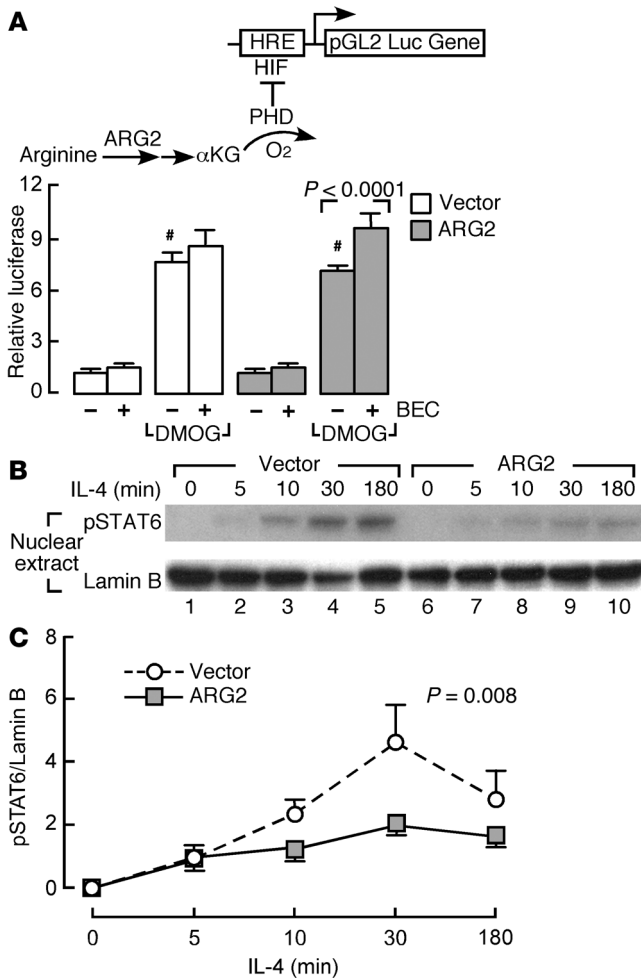 A
HRE
pGL2 Luc Gene
HIF
PHD
ARG2
Arginine
αKG
O2
12
P < 0.0001
Vector
ARG2
9
#
#
6
3
0
Relative luciferase
– + – + – + – + BEC
DMOG DMOG
B
Vector ARG2
IL-4 (min) 0 5 10 30 180 0 5 10 30 180
pSTAT6
Nuclear
extract
Lamin B
1 2 3 4 5 6 7 8 9 10
C
8
Vector
ARG2
P = 0.008
6
4
2
0
pSTAT6/Lamin B
0 5 10 30 180
IL-4 (min)